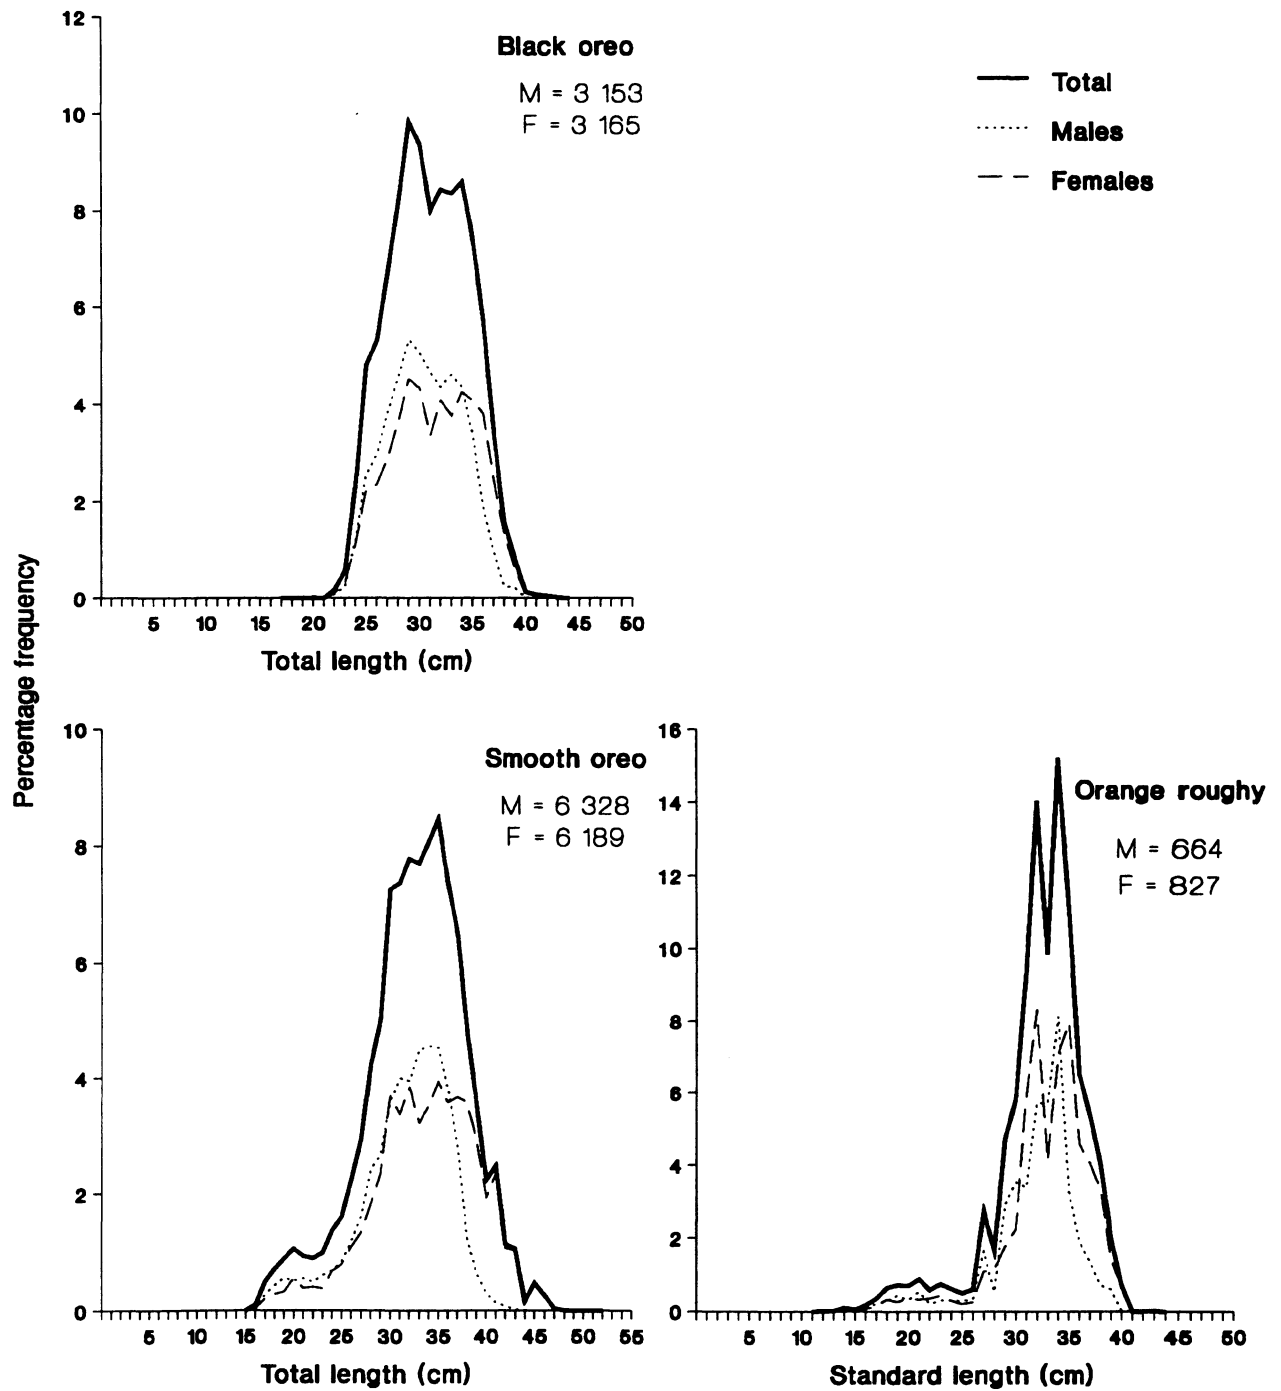 12
Black oreo
M = 3 153
F = 3 165
Total
Males
Females
10
8
6
4
2
0
5 10 15 20 25 30 35 40 45 50
Total length (cm)
Percentage frequency
10
Smooth oreo
M = 6 328
F = 6 189
8
6
4
2
0
5 10 15 20 25 30 35 40 45 50 55
Total length (cm)
16
Orange roughy
M = 664
F = 827
14
12
10
8
6
4
2
0
5 10 15 20 25 30 35 40 45 50
Standard length (cm)